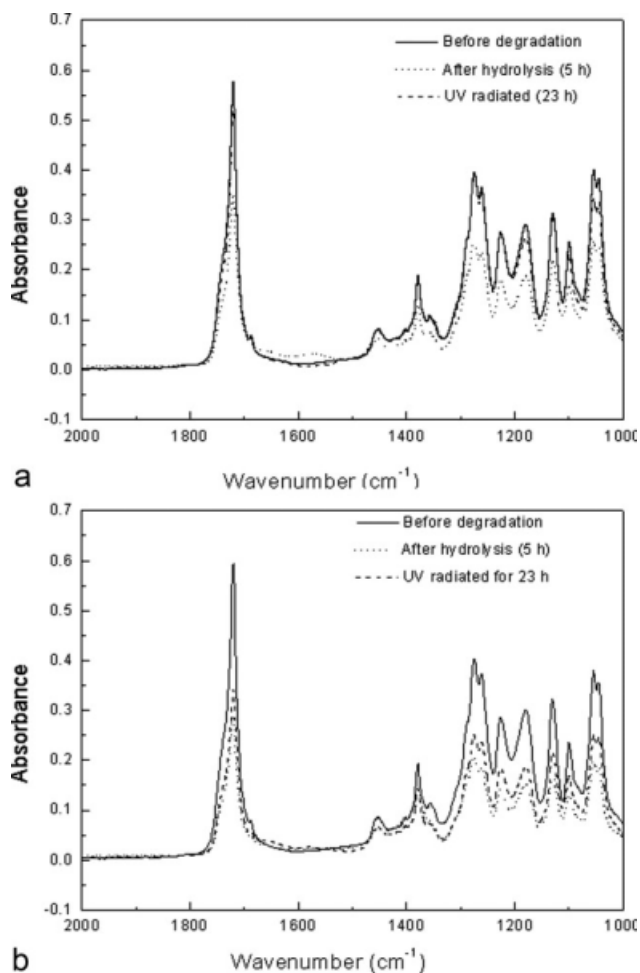 0.7
Before degradation
0.6
After hydrolysis (5 h)
UV radiated (23 h)
0.5
0.4
Absorbance
0.3
0.2
0.1
0.0
-0.1
2000 1800 1600 1400 1200 1000
Wavenumber (cm⁻¹)
a
0.7
Before degradation
0.6
After hydrolysis (5 h)
UV radiated for 23 h
0.5
0.4
Absorbance
0.3
0.2
0.1
0.0
-0.1
2000 1800 1600 1400 1200 1000
Wavenumber (cm⁻¹)
b